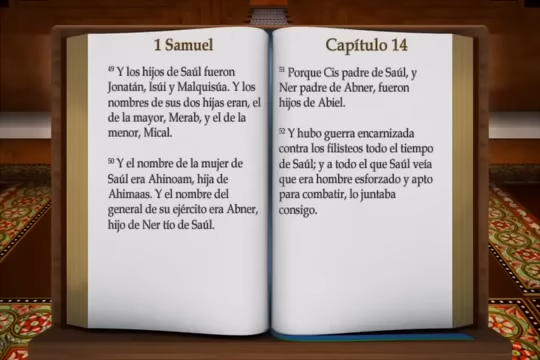 1 Samuel
⁴⁹ Y los hijos de Saúl fueron
Jonatán, Isúi y Malquisúa. Y los
nombres de sus dos hijas eran, el
de la mayor, Merab, y el de la
menor, Mical.
⁵⁰ Y el nombre de la mujer de
Saúl era Ahinoam, hija de
Ahimaas. Y el nombre del
general de su ejército era Abner,
hijo de Ner tío de Saúl.
Capítulo 14
⁵¹ Porque Cis padre de Saúl, y
Ner padre de Abner, fueron
hijos de Abiel.
⁵² Y hubo guerra encarnizada
contra los filisteos todo el tiempo
de Saúl; y a todo el que Saúl veía
que era hombre esforzado y apto
para combatir, lo juntaba
consigo.